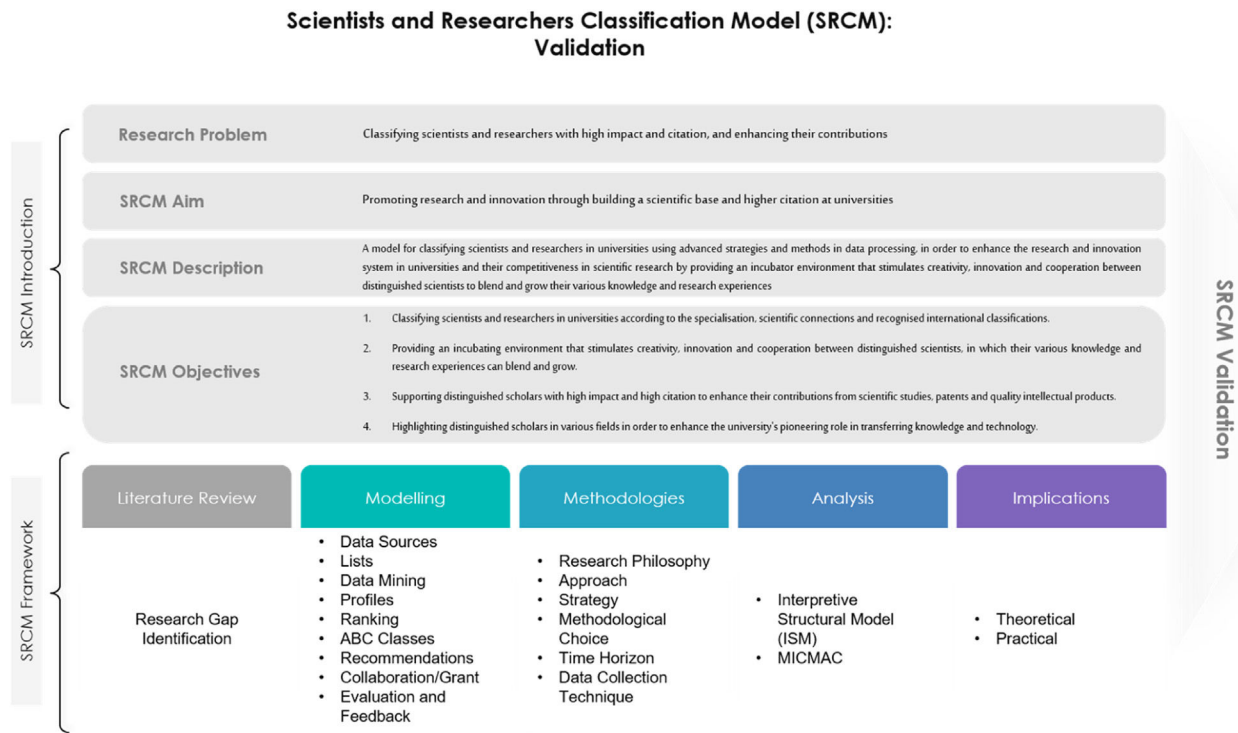 Scientists and Researchers Classification Model (SRCM):
Validation
SRCM Introduction
Research Problem
Classifying scientists and researchers with high impact and citation, and enhancing their contributions
SRCM Aim
Promoting research and innovation through building a scientific base and higher citation at universities
SRCM Description
A model for classifying scientists and researchers in universities using advanced strategies and methods in data processing, in order to enhance the research and innovation
system in universities and their competitiveness in scientific research by providing an incubator environment that stimulates creativity, innovation and cooperation between
distinguished scientists to blend and grow their various knowledge and research experiences
SRCM Objectives
1. Classifying scientists and researchers in universities according to the specialisation, scientific connections and recognised international classifications.
2. Providing an incubating environment that stimulates creativity, innovation and cooperation between distinguished scientists, in which their various knowledge and
research experiences can blend and grow.
3. Supporting distinguished scholars with high impact and high citation to enhance their contributions from scientific studies, patents and quality intellectual products.
4. Highlighting distinguished scholars in various fields in order to enhance the university's pioneering role in transferring knowledge and technology.
SRCM Validation
SRCM Framework
Literature Review
Research Gap
Identification
Modelling
• Data Sources
• Lists
• Data Mining
• Profiles
• Ranking
• ABC Classes
• Recommendations
• Collaboration/Grant
• Evaluation and
Feedback
Methodologies
• Research Philosophy
• Approach
• Strategy
• Methodological
Choice
• Time Horizon
• Data Collection
Technique
Analysis
• Interpretive
Structural Model
(ISM)
• MICMAC
Implications
• Theoretical
• Practical